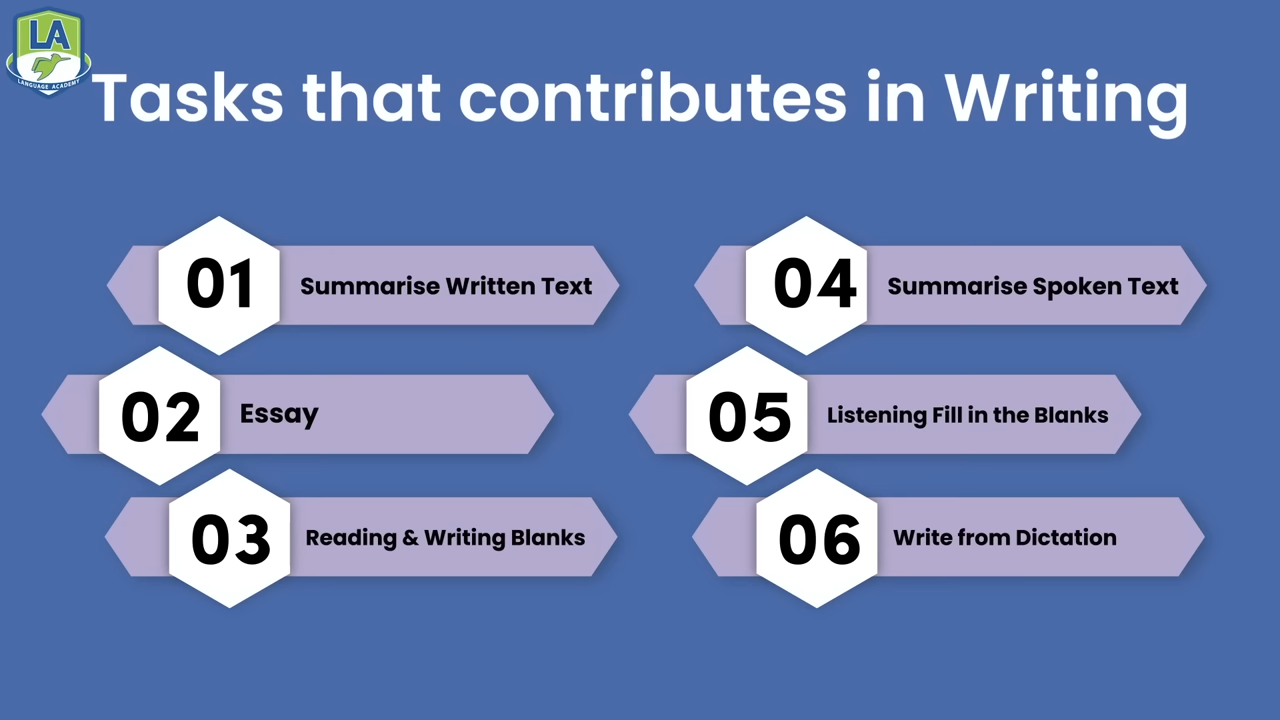 LA
LANGUAGE ACADEMY
Tasks that contributes in Writing
01 Summarise Written Text
02 Essay
03 Reading & Writing Blanks
04 Summarise Spoken Text
05 Listening Fill in the Blanks
06 Write from Dictation